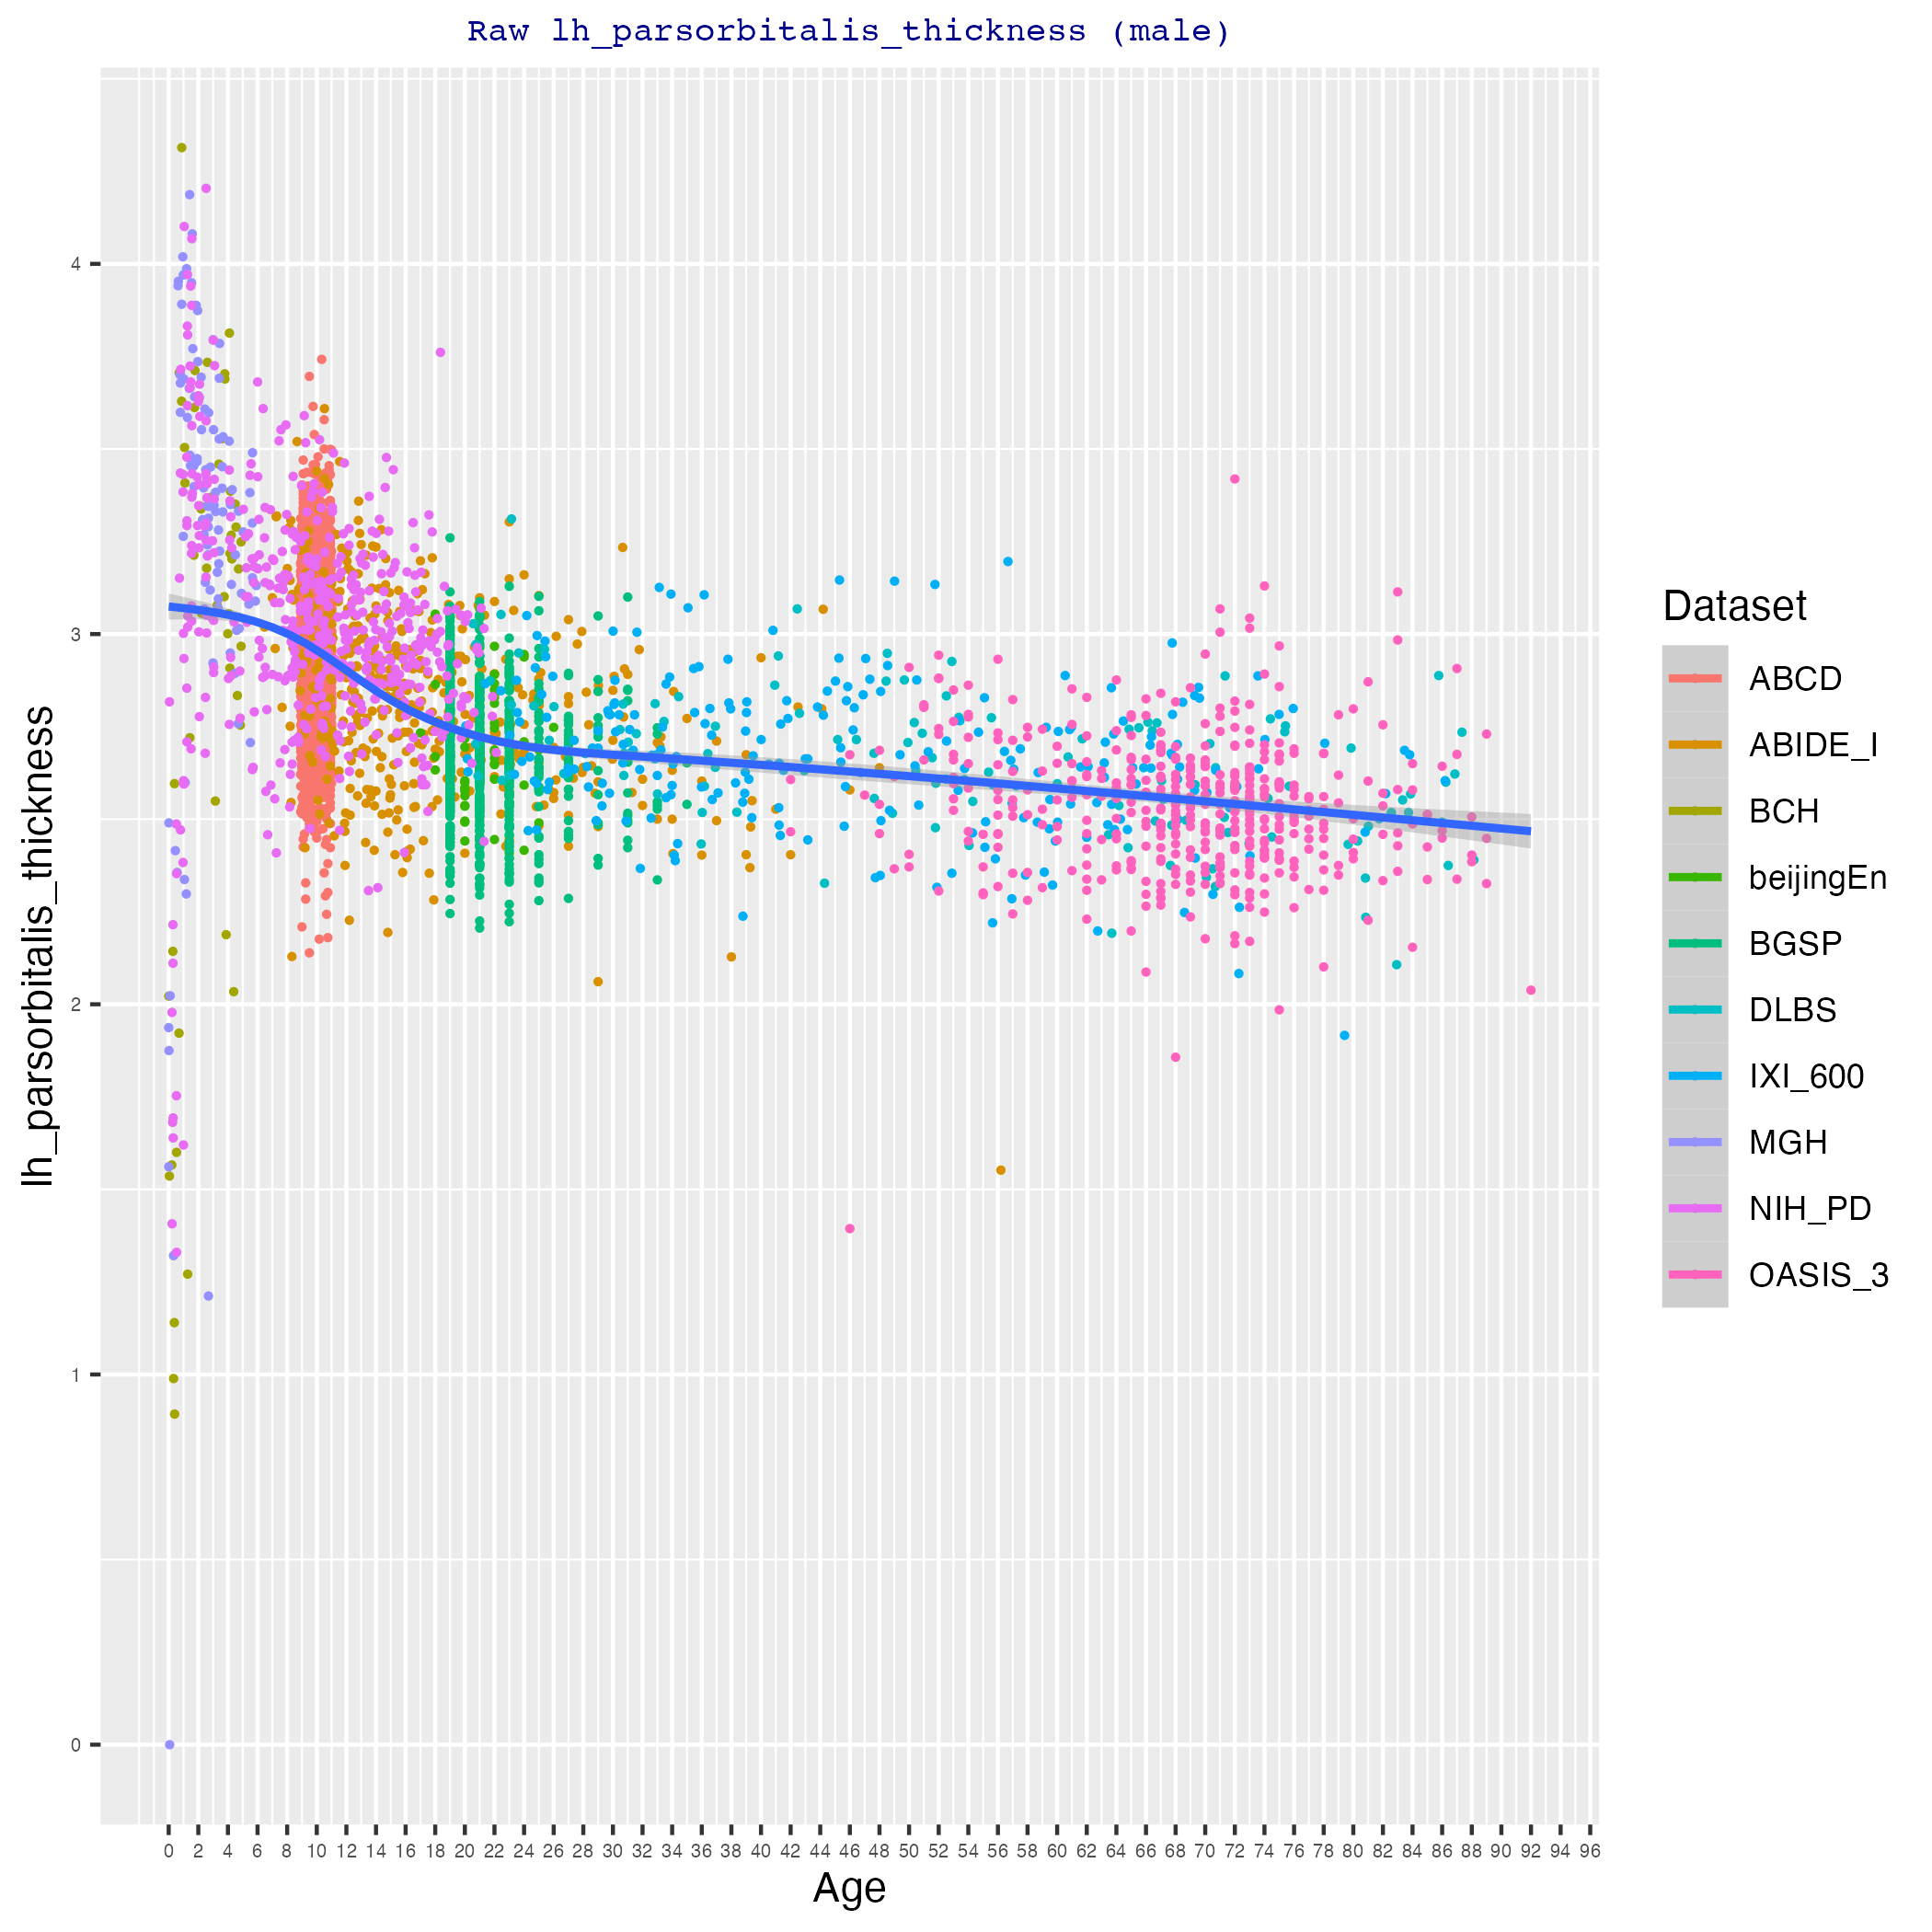 Raw lh_parsorbitalis_thickness (male)
lh_parsorbitalis_thickness
4
3
2
1
0
0 2 4 6 8 10 12 14 16 18 20 22 24 26 28 30 32 34 36 38 40 42 44 46 48 50 52 54 56 58 60 62 64 66 68 70 72 74 76 78 80 82 84 86 88 90 92 94 96
Age
Dataset
ABCD
ABIDE_I
BCH
beijingEn
BGSP
DLBS
IXI_600
MGH
NIH_PD
OASIS_3